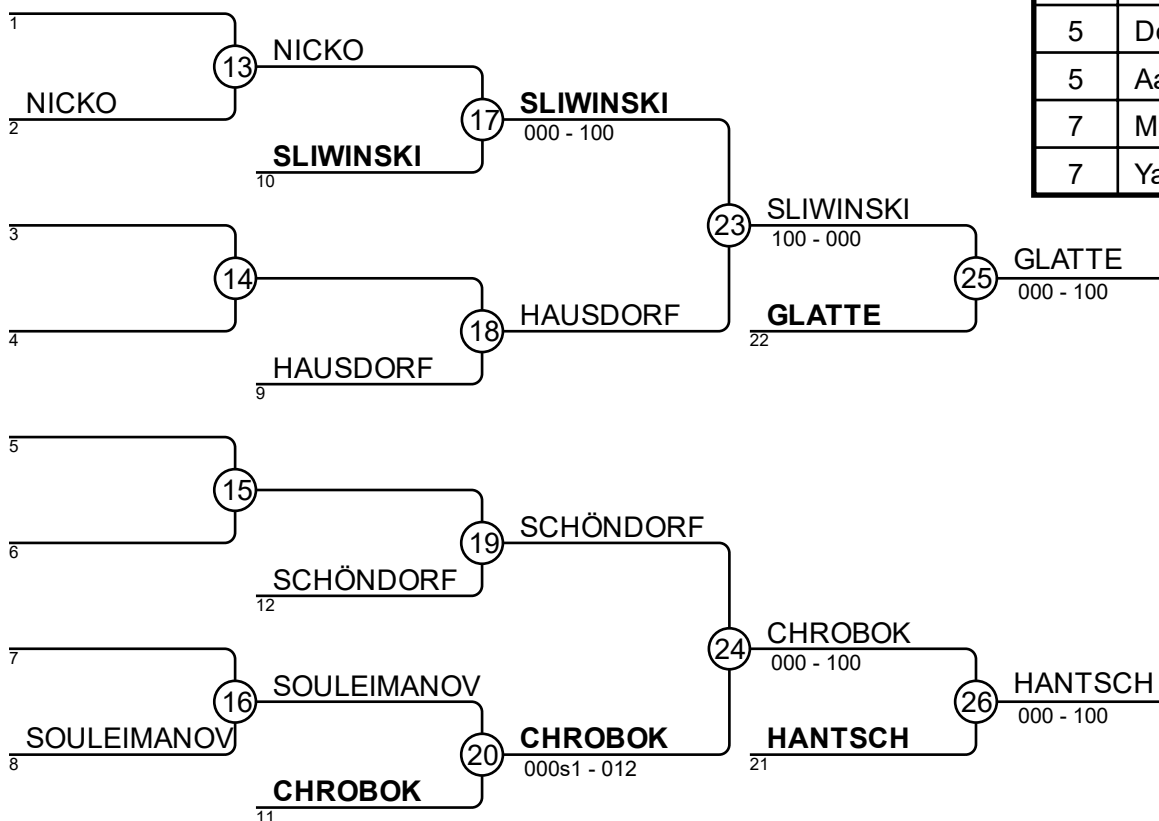 1
5 De
13 NICKO
5 Aa
NICKO
2
17 SLIWINSKI
000 - 100
7 M
SLIWINSKI
10
7 Ya
3
23 SLIWINSKI
100 - 000
14
25 GLATTE
000 - 100
4
18 HAUSDORF
GLATTE
22
HAUSDORF
9
5
15
6
19 SCHÖNDORF
SCHÖNDORF
12
7
24 CHROBOK
000 - 100
16 SOULEIMANOV
26 HANTSCH
000 - 100
SOULEIMANOV
8
20 CHROBOK
000s1 - 012
HANTSCH
21
CHROBOK
11